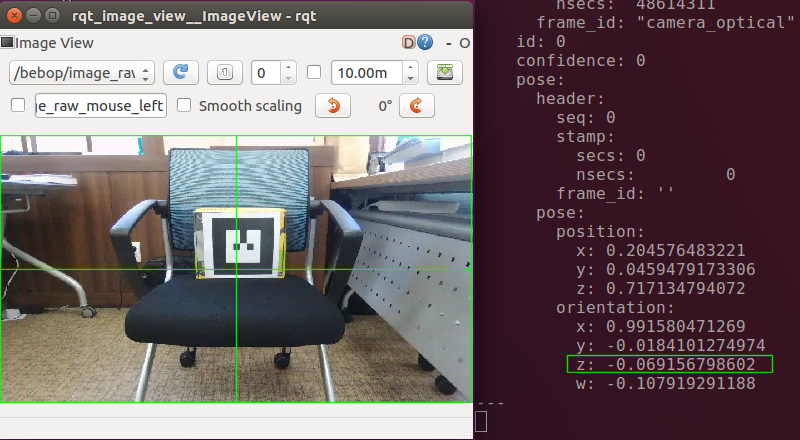 rqt_image_view__ImageView - rqt
Image View
D
- O
/bebop/image_rav
0
10.00m
ge_raw_mouse_left
Smooth scaling
0°
nsecs: 48614311
frame_id: "camera_optical"
id: 0
confidence: 0
pose:
header:
seq: 0
stamp:
secs: 0
nsecs: 0
frame_id: ''
pose:
position:
x: 0.204576483221
y: 0.0459479173306
z: 0.717134794072
orientation:
x: 0.991580471269
y: -0.0184101274974
z: -0.069156798602
w: -0.107919291188
---